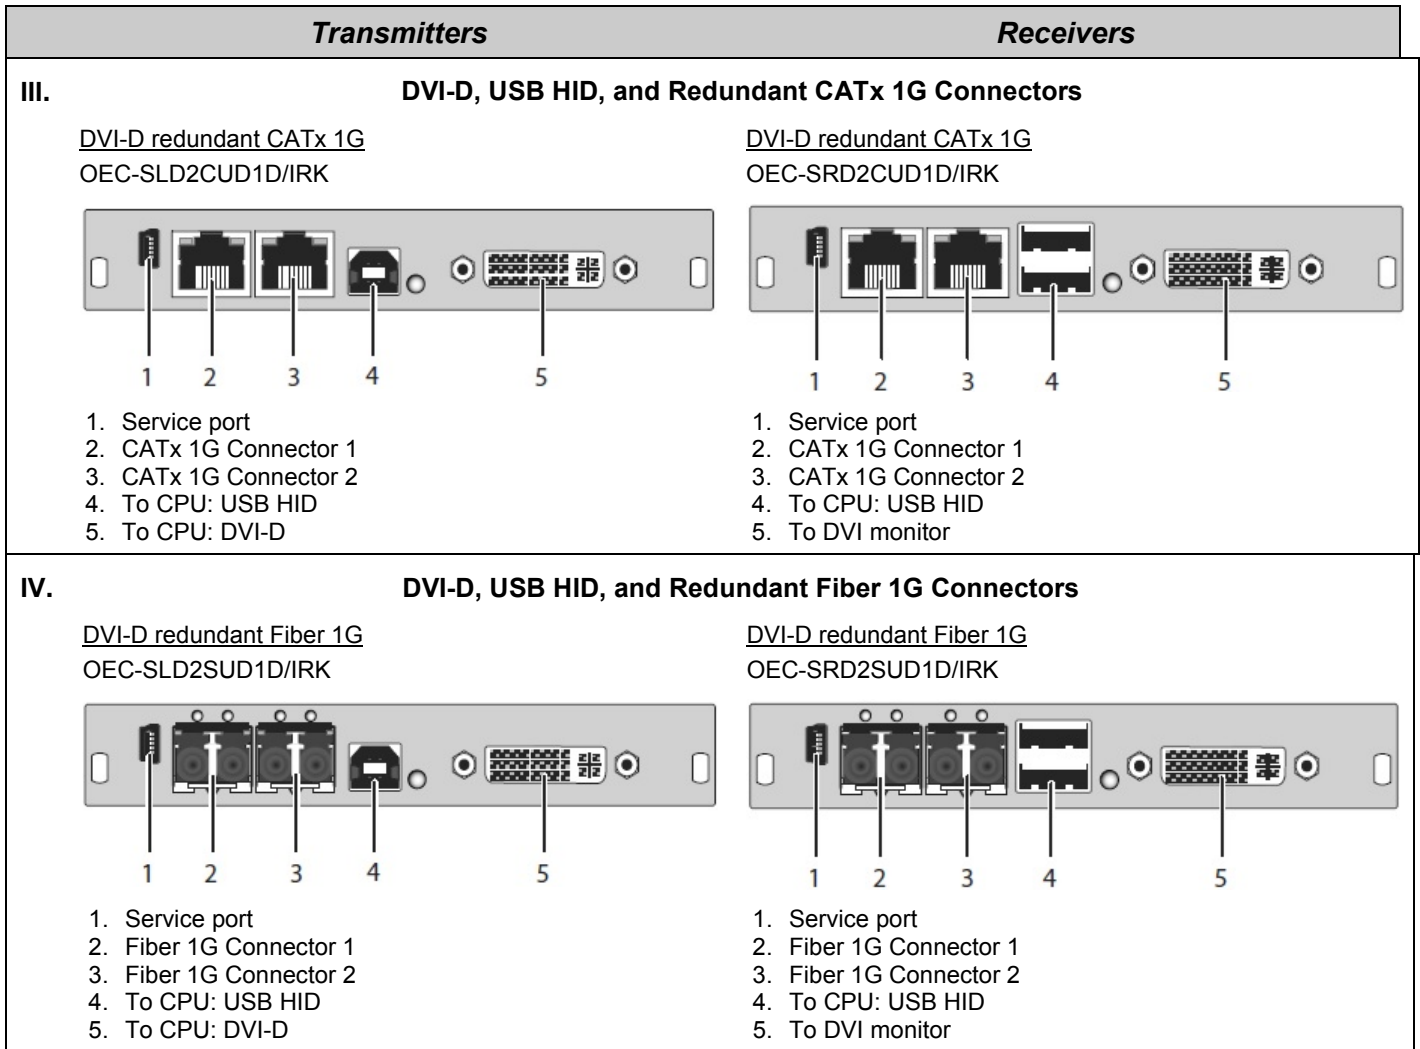 Transmitters Receivers
III. DVI-D, USB HID, and Redundant CATx 1G Connectors
DVI-D redundant CATx 1G
OEC-SLD2CUD1D/IRK
1 2 3 4 5
1. Service port
2. CATx 1G Connector 1
3. CATx 1G Connector 2
4. To CPU: USB HID
5. To CPU: DVI-D
DVI-D redundant CATx 1G
OEC-SRD2CUD1D/IRK
1 2 3 4 5
1. Service port
2. CATx 1G Connector 1
3. CATx 1G Connector 2
4. To CPU: USB HID
5. To DVI monitor
IV. DVI-D, USB HID, and Redundant Fiber 1G Connectors
DVI-D redundant Fiber 1G
OEC-SLD2SUD1D/IRK
1 2 3 4 5
1. Service port
2. Fiber 1G Connector 1
3. Fiber 1G Connector 2
4. To CPU: USB HID
5. To CPU: DVI-D
DVI-D redundant Fiber 1G
OEC-SRD2SUD1D/IRK
1 2 3 4 5
1. Service port
2. Fiber 1G Connector 1
3. Fiber 1G Connector 2
4. To CPU: USB HID
5. To DVI monitor